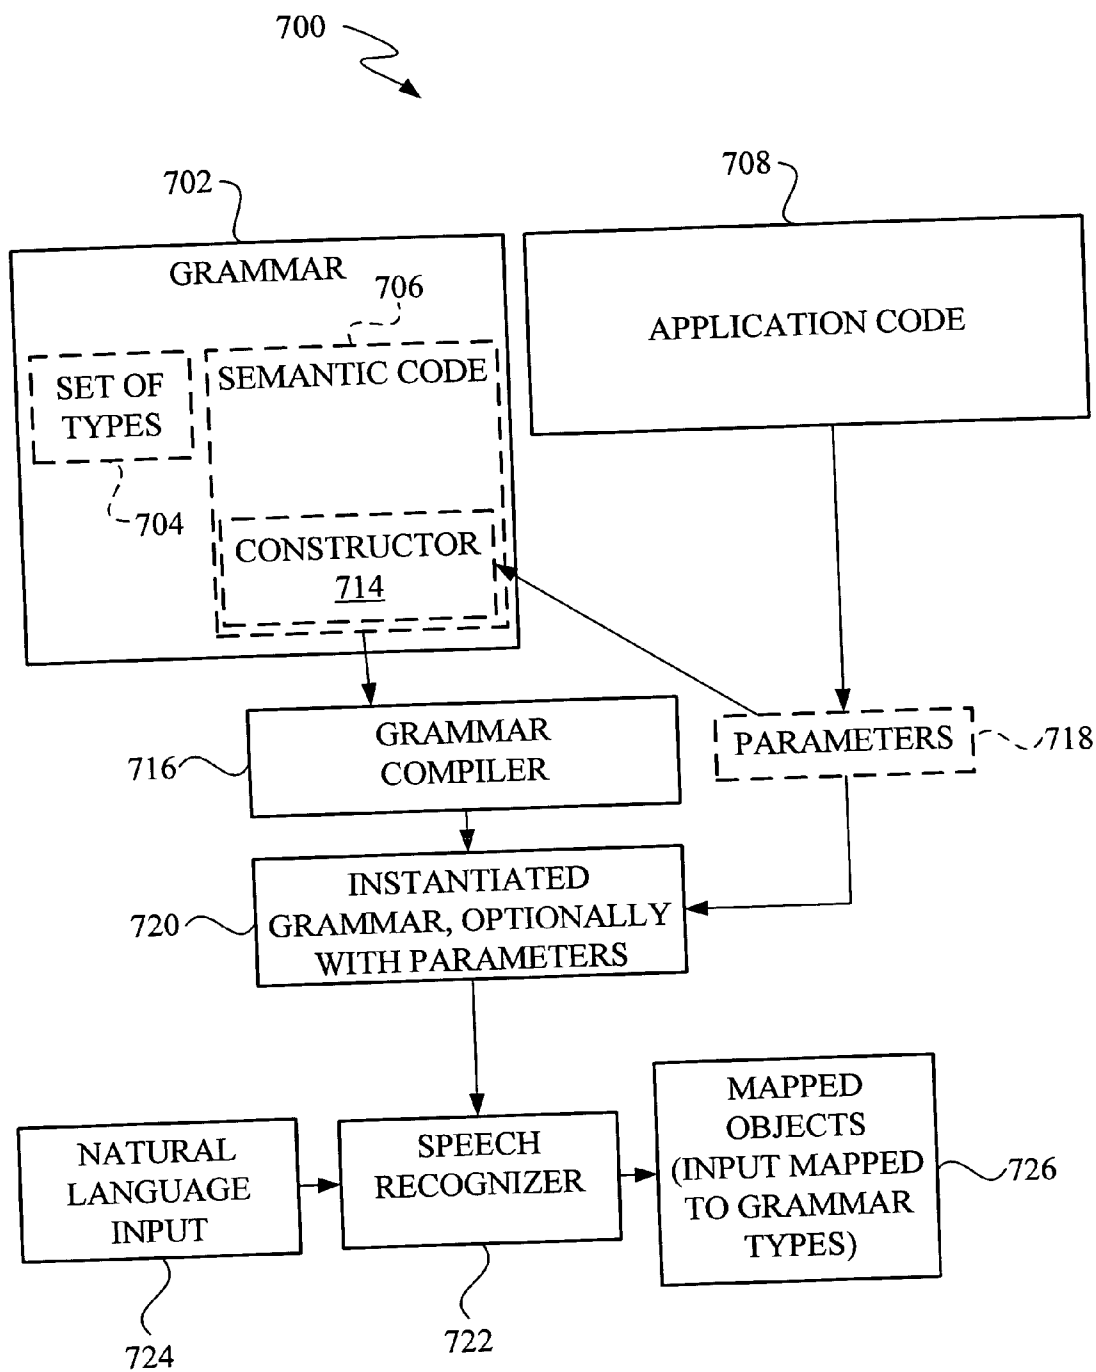 700
702
708
GRAMMAR
706
APPLICATION CODE
SET OF
TYPES
SEMANTIC CODE
704
CONSTRUCTOR
714
GRAMMAR
COMPILER
716
PARAMETERS
718
INSTANTIATED
GRAMMAR, OPTIONALLY
WITH PARAMETERS
720
NATURAL
LANGUAGE
INPUT
SPEECH
RECOGNIZER
MAPPED
OBJECTS
(INPUT MAPPED
TO GRAMMAR
TYPES)
726
724
722